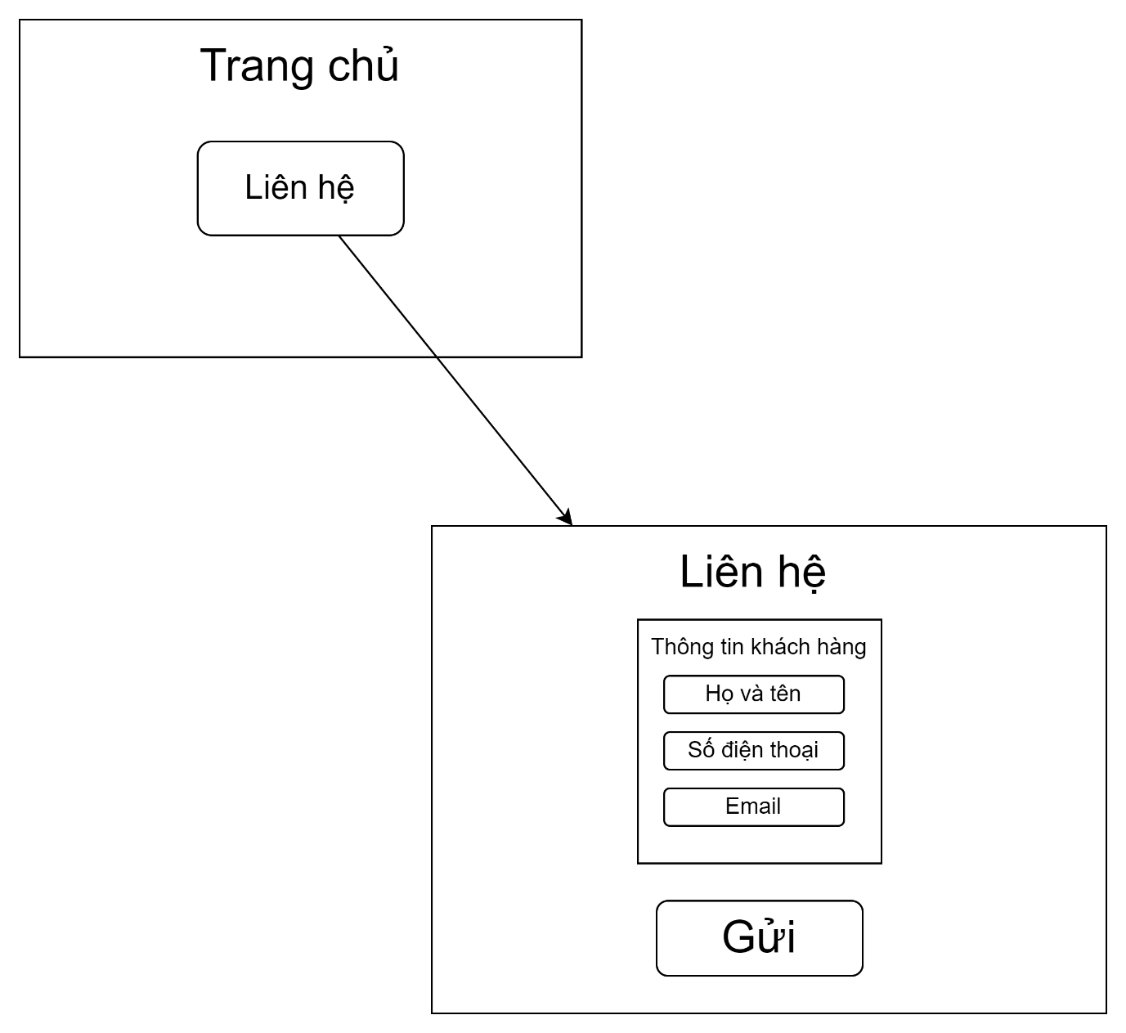 Trang chủ
Liên hệ
Liên hệ
Thông tin khách hàng
Họ và tên
Số điện thoại
Email
Gửi